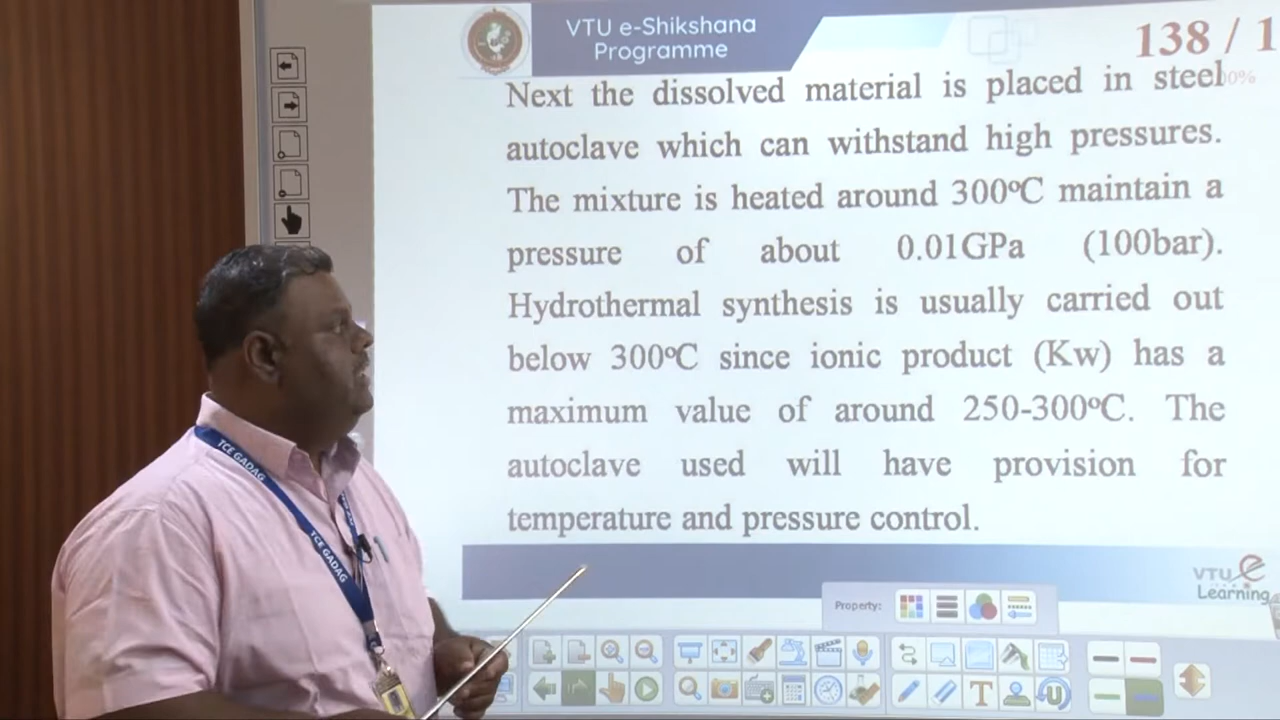 VTU e-Shikshana
Programme
138 / 1
00%
Next the dissolved material is placed in steel
autoclave which can withstand high pressures.
The mixture is heated around 300ºC maintain a
pressure of about 0.01GPa (100bar).
Hydrothermal synthesis is usually carried out
below 300ºC since ionic product (Kw) has a
maximum value of around 250-300ºC. The
autoclave used will have provision for
temperature and pressure control.
TCE GADAG
TCE GADAG
VTU e
Learning
Property:
T
U